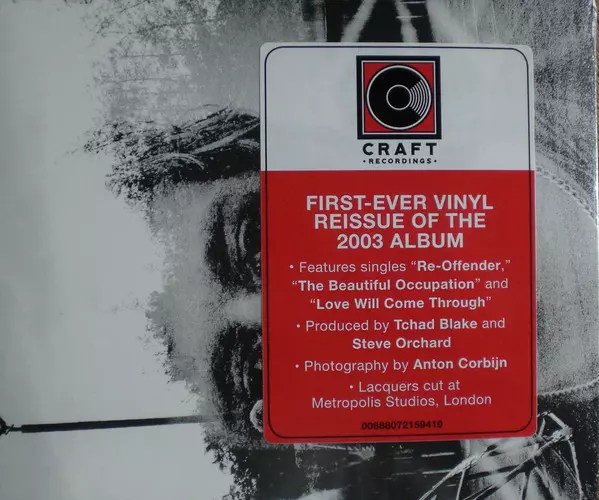 CRAFT
• RECORDINGS •
FIRST-EVER VINYL
REISSUE OF THE
2003 ALBUM
• Features singles “Re-Offender,”
“The Beautiful Occupation” and
“Love Will Come Through”
• Produced by Tchad Blake and
Steve Orchard
• Photography by Anton Corbijn
• Lacquers cut at
Metropolis Studios, London
00888072159419